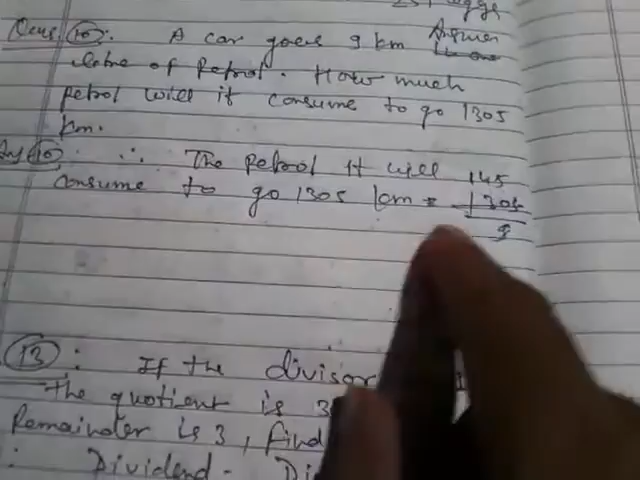 Ques 10: A car goes 9 km
litre of Petrol. How much
petrol will it consume to go 1305
km.
∴ The petrol it will 145
consume to go 1305 km = 1305
9
13: If the divisor
the quotient is 3
Remainder is 3, find
: Dividend -